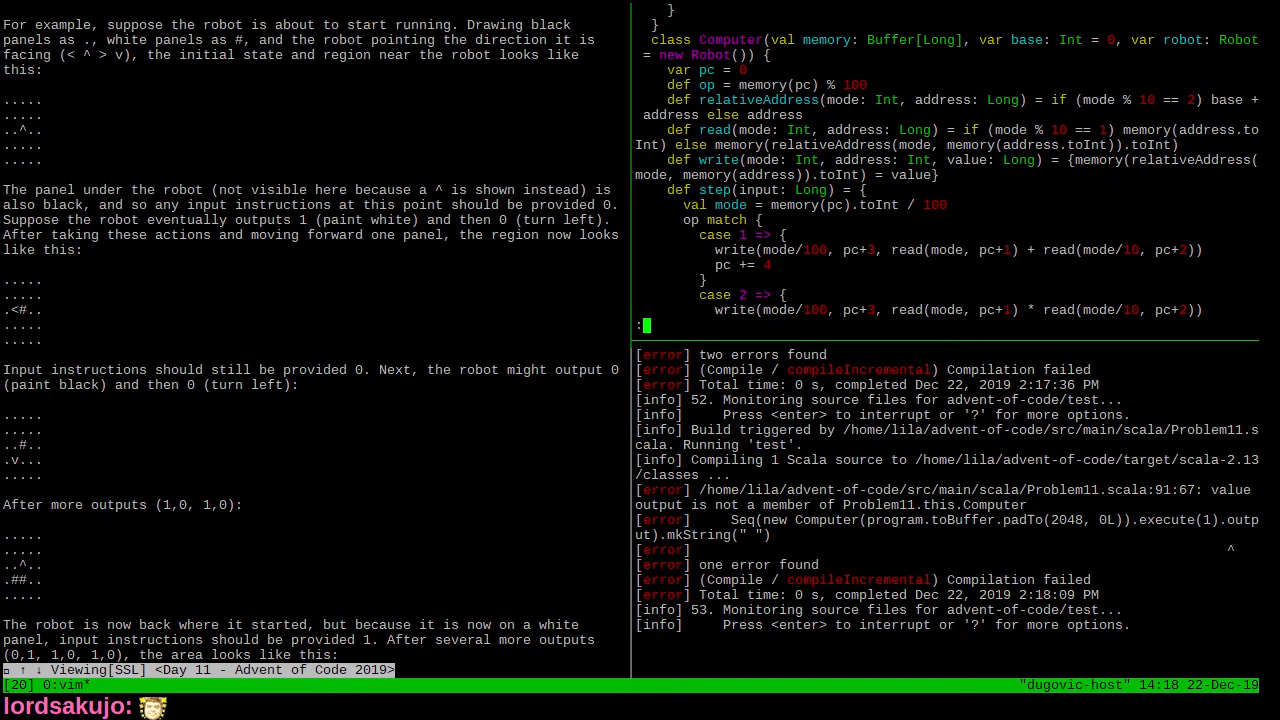 For example, suppose the robot is about to start running. Drawing black
panels as ., white panels as #, and the robot pointing the direction it is
facing (< ^ > v), the initial state and region near the robot looks like
this:
.....
.....
..^..
.....
.....
The panel under the robot (not visible here because a ^ is shown instead) is
also black, and so any input instructions at this point should be provided 0.
Suppose the robot eventually outputs 1 (paint white) and then 0 (turn left).
After taking these actions and moving forward one panel, the region now looks
like this:
.....
.....
.<#..
.....
.....
Input instructions should still be provided 0. Next, the robot might output 0
(paint black) and then 0 (turn left):
.....
.....
..#..
.v...
.....
After more outputs (1,0, 1,0):
.....
.....
..^..
.##..
.....
The robot is now back where it started, but because it is now on a white
panel, input instructions should be provided 1. After several more outputs
(0,1, 1,0, 1,0), the area looks like this:
↑ ↓ Viewing[SSL] <Day 11 - Advent of Code 2019>
}
}
class Computer(val memory: Buffer[Long], var base: Int = 0, var robot: Robot
= new Robot()) {
var pc = 0
def op = memory(pc) % 100
def relativeAddress(mode: Int, address: Long) = if (mode % 10 == 2) base +
address else address
def read(mode: Int, address: Long) = if (mode % 10 == 1) memory(address.to
Int) else memory(relativeAddress(mode, memory(address.toInt)).toInt)
def write(mode: Int, address: Int, value: Long) = {memory(relativeAddress(
mode, memory(address)).toInt) = value}
def step(input: Long) = {
val mode = memory(pc).toInt / 100
op match {
case 1 => {
write(mode/100, pc+3, read(mode, pc+1) + read(mode/10, pc+2))
pc += 4
}
case 2 => {
write(mode/100, pc+3, read(mode, pc+1) * read(mode/10, pc+2))
:
[error] two errors found
[error] (Compile / compileIncremental) Compilation failed
[error] Total time: 0 s, completed Dec 22, 2019 2:17:36 PM
[info] 52. Monitoring source files for advent-of-code/test...
[info]     Press <enter> to interrupt or '?' for more options.
[info] Build triggered by /home/lila/advent-of-code/src/main/scala/Problem11.s
cala. Running 'test'.
[info] Compiling 1 Scala source to /home/lila/advent-of-code/target/scala-2.13
/classes ...
[error] /home/lila/advent-of-code/src/main/scala/Problem11.scala:91:67: value
output is not a member of Problem11.this.Computer
[error]     Seq(new Computer(program.toBuffer.padTo(2048, 0L)).execute(1).outp
ut).mkString(" ")
[error]                                                                   ^
[error] one error found
[error] (Compile / compileIncremental) Compilation failed
[error] Total time: 0 s, completed Dec 22, 2019 2:18:09 PM
[info] 53. Monitoring source files for advent-of-code/test...
[info]     Press <enter> to interrupt or '?' for more options.
[20] 0:vim* "dugovic-host" 14:18 22-Dec-19
lordsakujo: